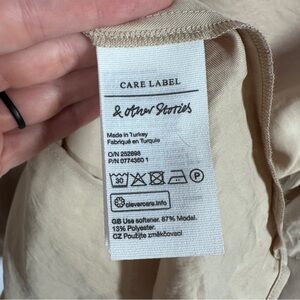 CARE LABEL
& other Stories
Made in Turkey
Fabriqué en Turquie
O/N 252898
P/N 0774360 1
30 P
clevercare.info
GB Use softener. 87% Modal.
13% Polyester.
CZ Použijte změkčovací